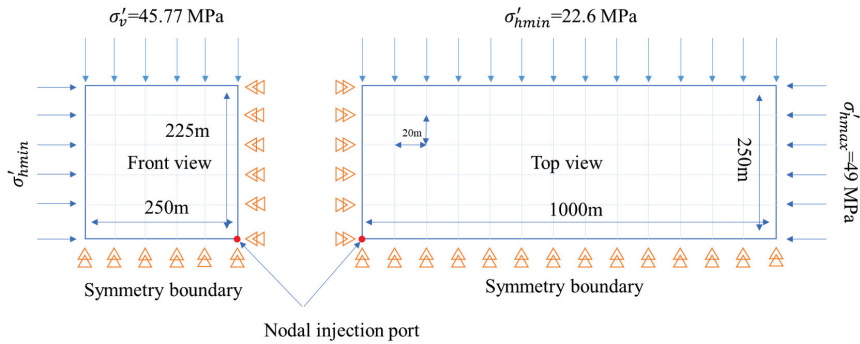 σ′ᵥ=45.77 MPa
σ′ₕₘᵢₙ=22.6 MPa
σ′ₕₘᵢₙ
225m
Front view
250m
20m
Top view
250m
1000m
σ′ₕₘₐₓ=49 MPa
Symmetry boundary
Symmetry boundary
Nodal injection port